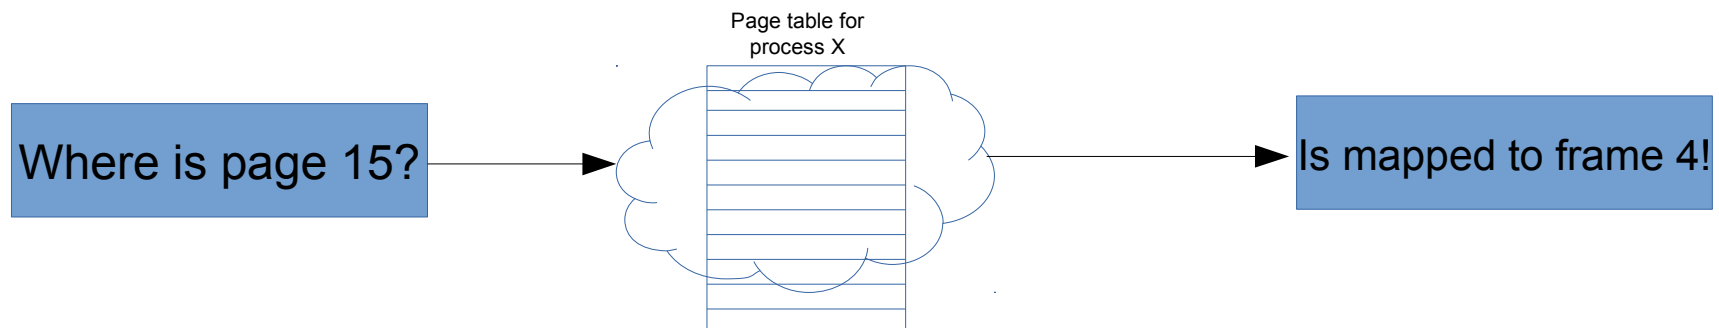 Page table for
process X
Where is page 15?
Is mapped to frame 4!